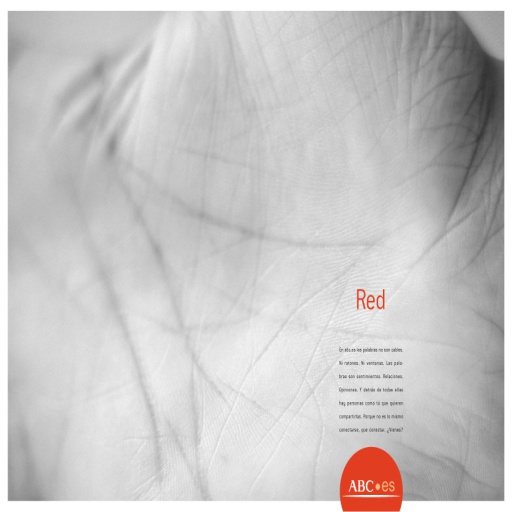 Red
En abc.es las palabras no son cables.
Ni ratones. Ni ventanas. Las pala-
bras son sentimientos. Relaciones.
Opiniones. Y detrás de todas ellas
hay personas como tú que quieren
compartirlas. Porque no es lo mismo
conectarse, que conectar. ¿Vienes?
ABC•es